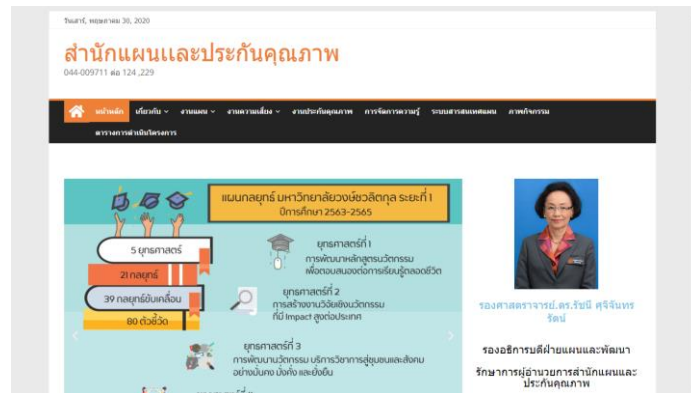 วันเสาร์, พฤษภาคม 30, 2020
สำนักแผนและประกันคุณภาพ
044-009711 ต่อ 124 ,229
หน้าหลัก เกี่ยวกับ งานแผน งานความเสี่ยง งานประกันคุณภาพ การจัดการความรู้ ระบบสารสนเทศแผน ภาพกิจกรรม
ตารางการดำเนินโครงการ
แผนกลยุทธ์ มหาวิทยาลัยวงษ์ชวลิตกุล ระยะที่ 1
ปีการศึกษา 2563-2565
5 ยุทธศาสตร์
21 กลยุทธ์
39 กลยุทธ์ขับเคลื่อน
80 ตัวชี้วัด
ยุทธศาสตร์ที่ 1
การพัฒนาหลักสูตรนวัตกรรม
เพื่อตอบสนองต่อการเรียนรู้ตลอดชีวิต
ยุทธศาสตร์ที่ 2
การสร้างงานวิจัยเชิงนวัตกรรม
ที่มี Impact สูงต่อประเทศ
ยุทธศาสตร์ที่ 3
การพัฒนานวัตกรรม บริการวิชาการสู่ชุมชนและสังคม
อย่างมั่นคง มั่งคั่ง และยั่งยืน
รองศาสตราจารย์.ดร.รัชนี ศุจิจันทร
รัตน์
รองอธิการบดีฝ่ายแผนและพัฒนา
รักษาการผู้อำนวยการสำนักแผนและ
ประกันคุณภาพ